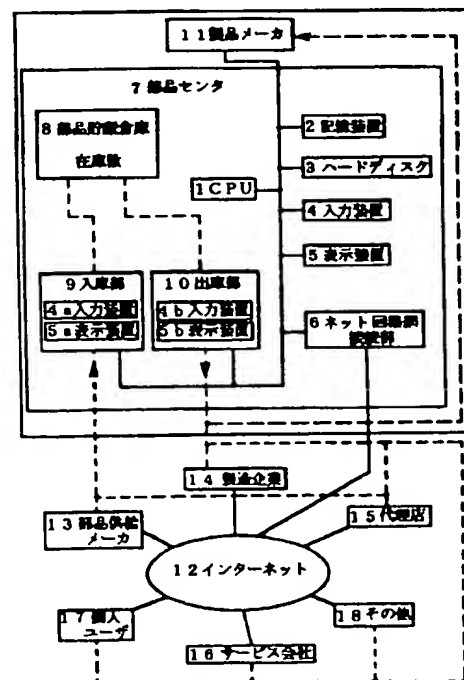 11製品メーカ
7部品センタ
8部品貯蔵倉庫
在庫数
2記憶装置
3ハードディスク
1CPU
4入力装置
5表示装置
9入庫部
4a入力装置
5a表示装置
10出庫部
4b入力装置
5b表示装置
6ネット回線網
接続部
14製造企業
13部品供給
メーカ
15代理店
12インターネット
17個人
ユーザ
18その他
16サービス会社